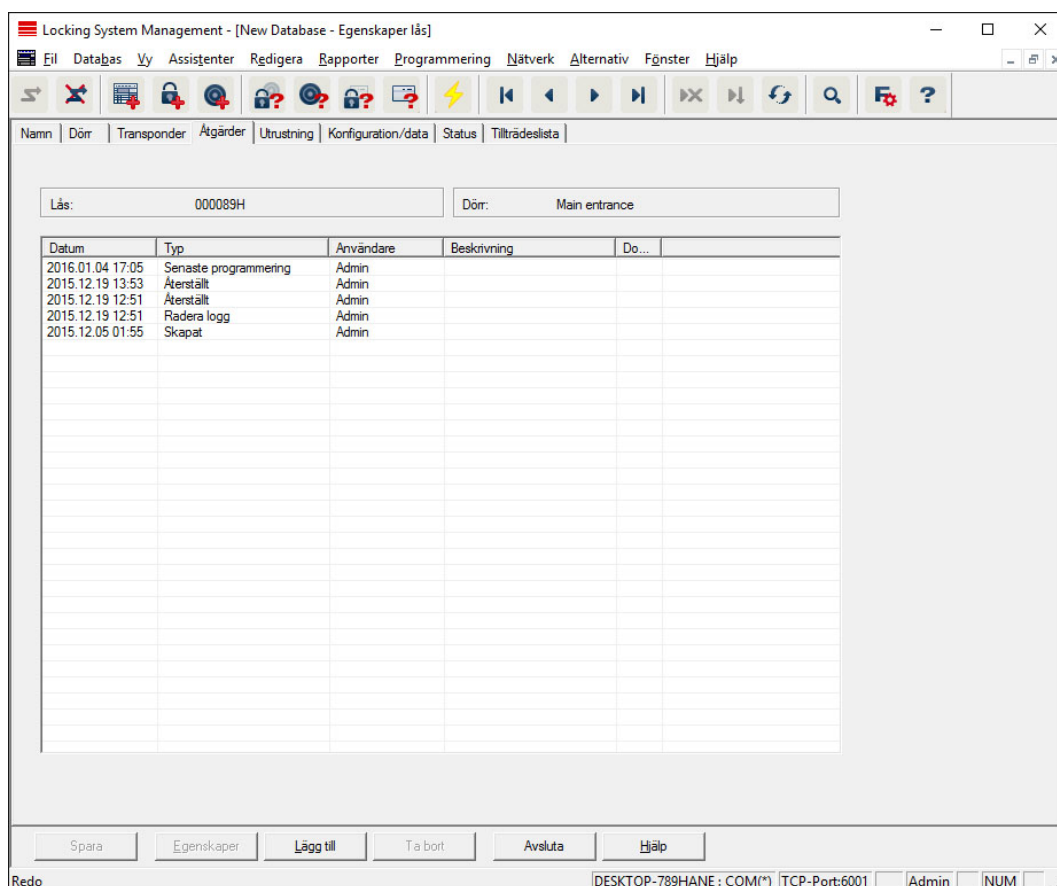 Locking System Management - [New Database - Egenskaper lås]
Fil Databas Vy Assistenter Redigera Rapporter Programmering Nätverk Alternativ Fönster Hjälp
Namn Dörr Transponder Åtgärder Utrustning Konfiguration/data Status Tillträdeslista
Lås: 000089H Dörr: Main entrance
Datum Typ Användare Beskrivning Do...
2016.01.04 17:05 Senaste programmering Admin
2015.12.19 13:53 Återställt Admin
2015.12.19 12:51 Återställt Admin
2015.12.19 12:51 Radera logg Admin
2015.12.05 01:55 Skapat Admin
Spara Egenskaper Lägg till Ta bort Avsluta Hjälp
Redo DESKTOP-789HANE : COM(*) TCP-Port:6001 Admin NUM